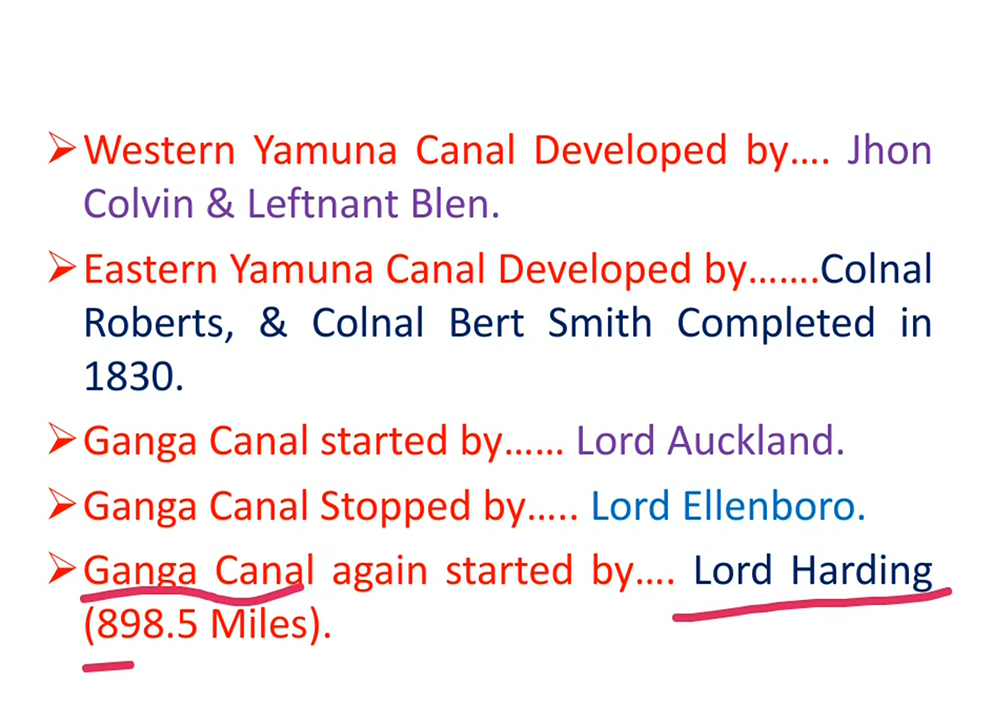 ➢Western Yamuna Canal Developed by.... Jhon
Colvin & Leftnant Blen.
➢Eastern Yamuna Canal Developed by.......Colnal
Roberts, & Colnal Bert Smith Completed in
1830.
➢Ganga Canal started by...... Lord Auckland.
➢Ganga Canal Stopped by..... Lord Ellenboro.
➢Ganga Canal again started by.... Lord Harding
(898.5 Miles).